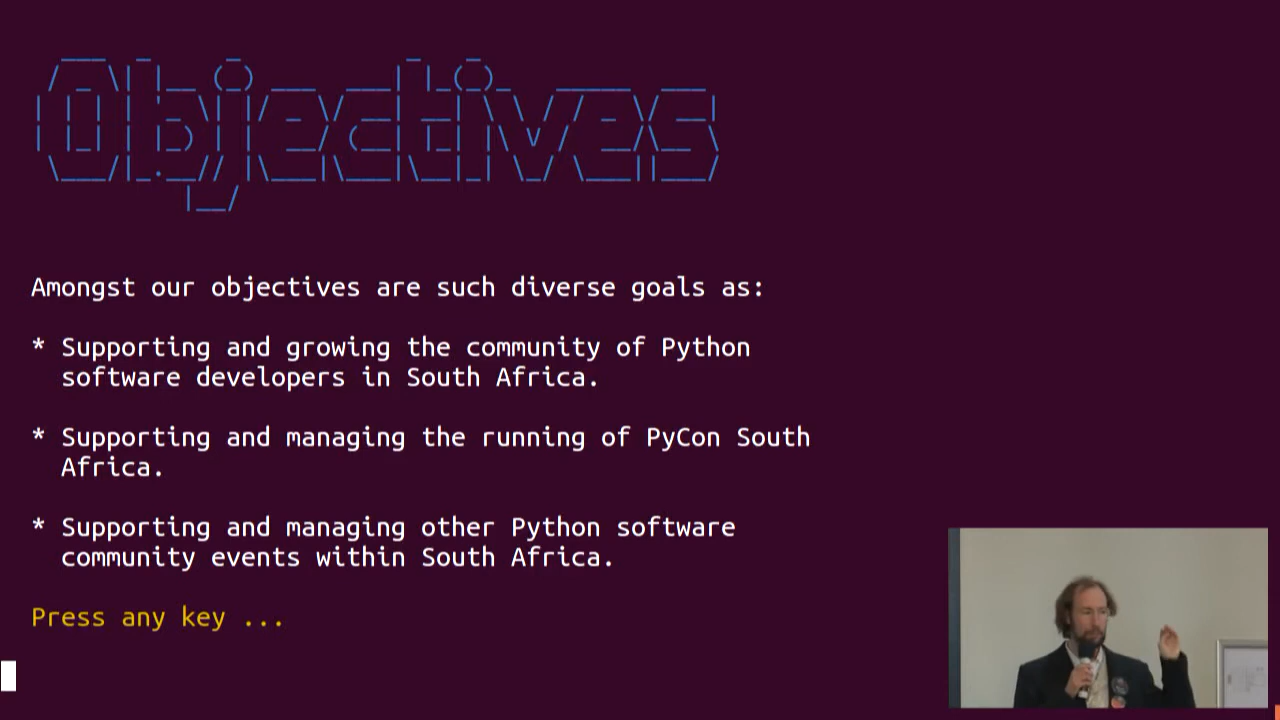 Objectives
Amongst our objectives are such diverse goals as:
* Supporting and growing the community of Python
software developers in South Africa.
* Supporting and managing the running of PyCon South
Africa.
* Supporting and managing other Python software
community events within South Africa.
Press any key ...